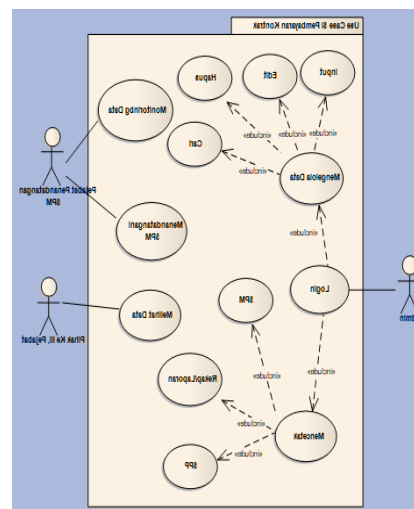 Use Case SI Pembayaran Kontrak
Input
Edit
Hapus
Monitorinbg Data
Cari
«include»
«include»
«include»
«include»
Mengelola Data
Pejabat Penandatangan
SPM
Menandatangani
SPM
«include»
SPM
Login
Admin
Melihat Data
Pihak Ke III, Pejabat
«include»
«include»
Rekap/Laporan
«include»
Mencetak
«include»
SPP